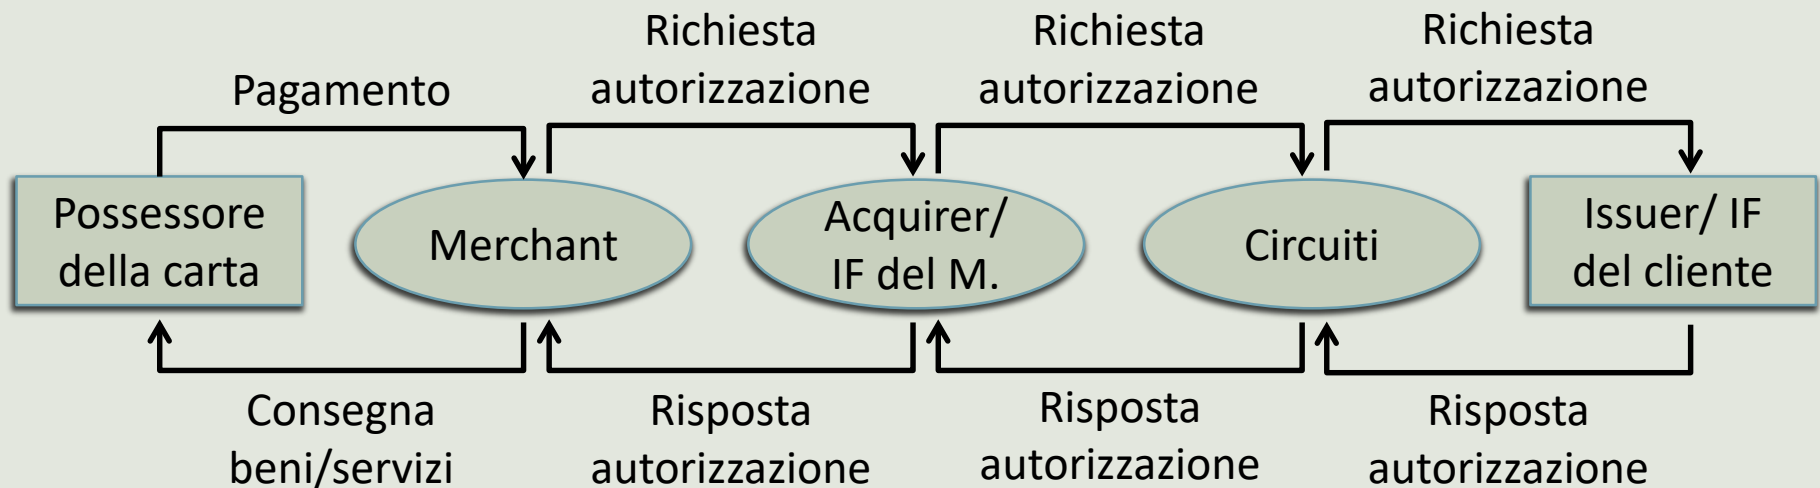 Pagamento
Richiesta
autorizzazione
Richiesta
autorizzazione
Richiesta
autorizzazione
Possessore
della carta
Merchant
Acquirer/
IF del M.
Circuiti
Issuer/ IF
del cliente
Consegna
beni/servizi
Risposta
autorizzazione
Risposta
autorizzazione
Risposta
autorizzazione